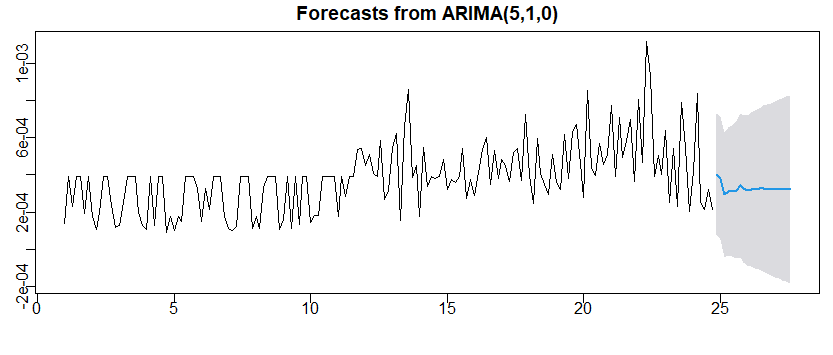 Forecasts from ARIMA(5,1,0)
1e-03
6e-04
2e-04
-2e-04
0 5 10 15 20 25